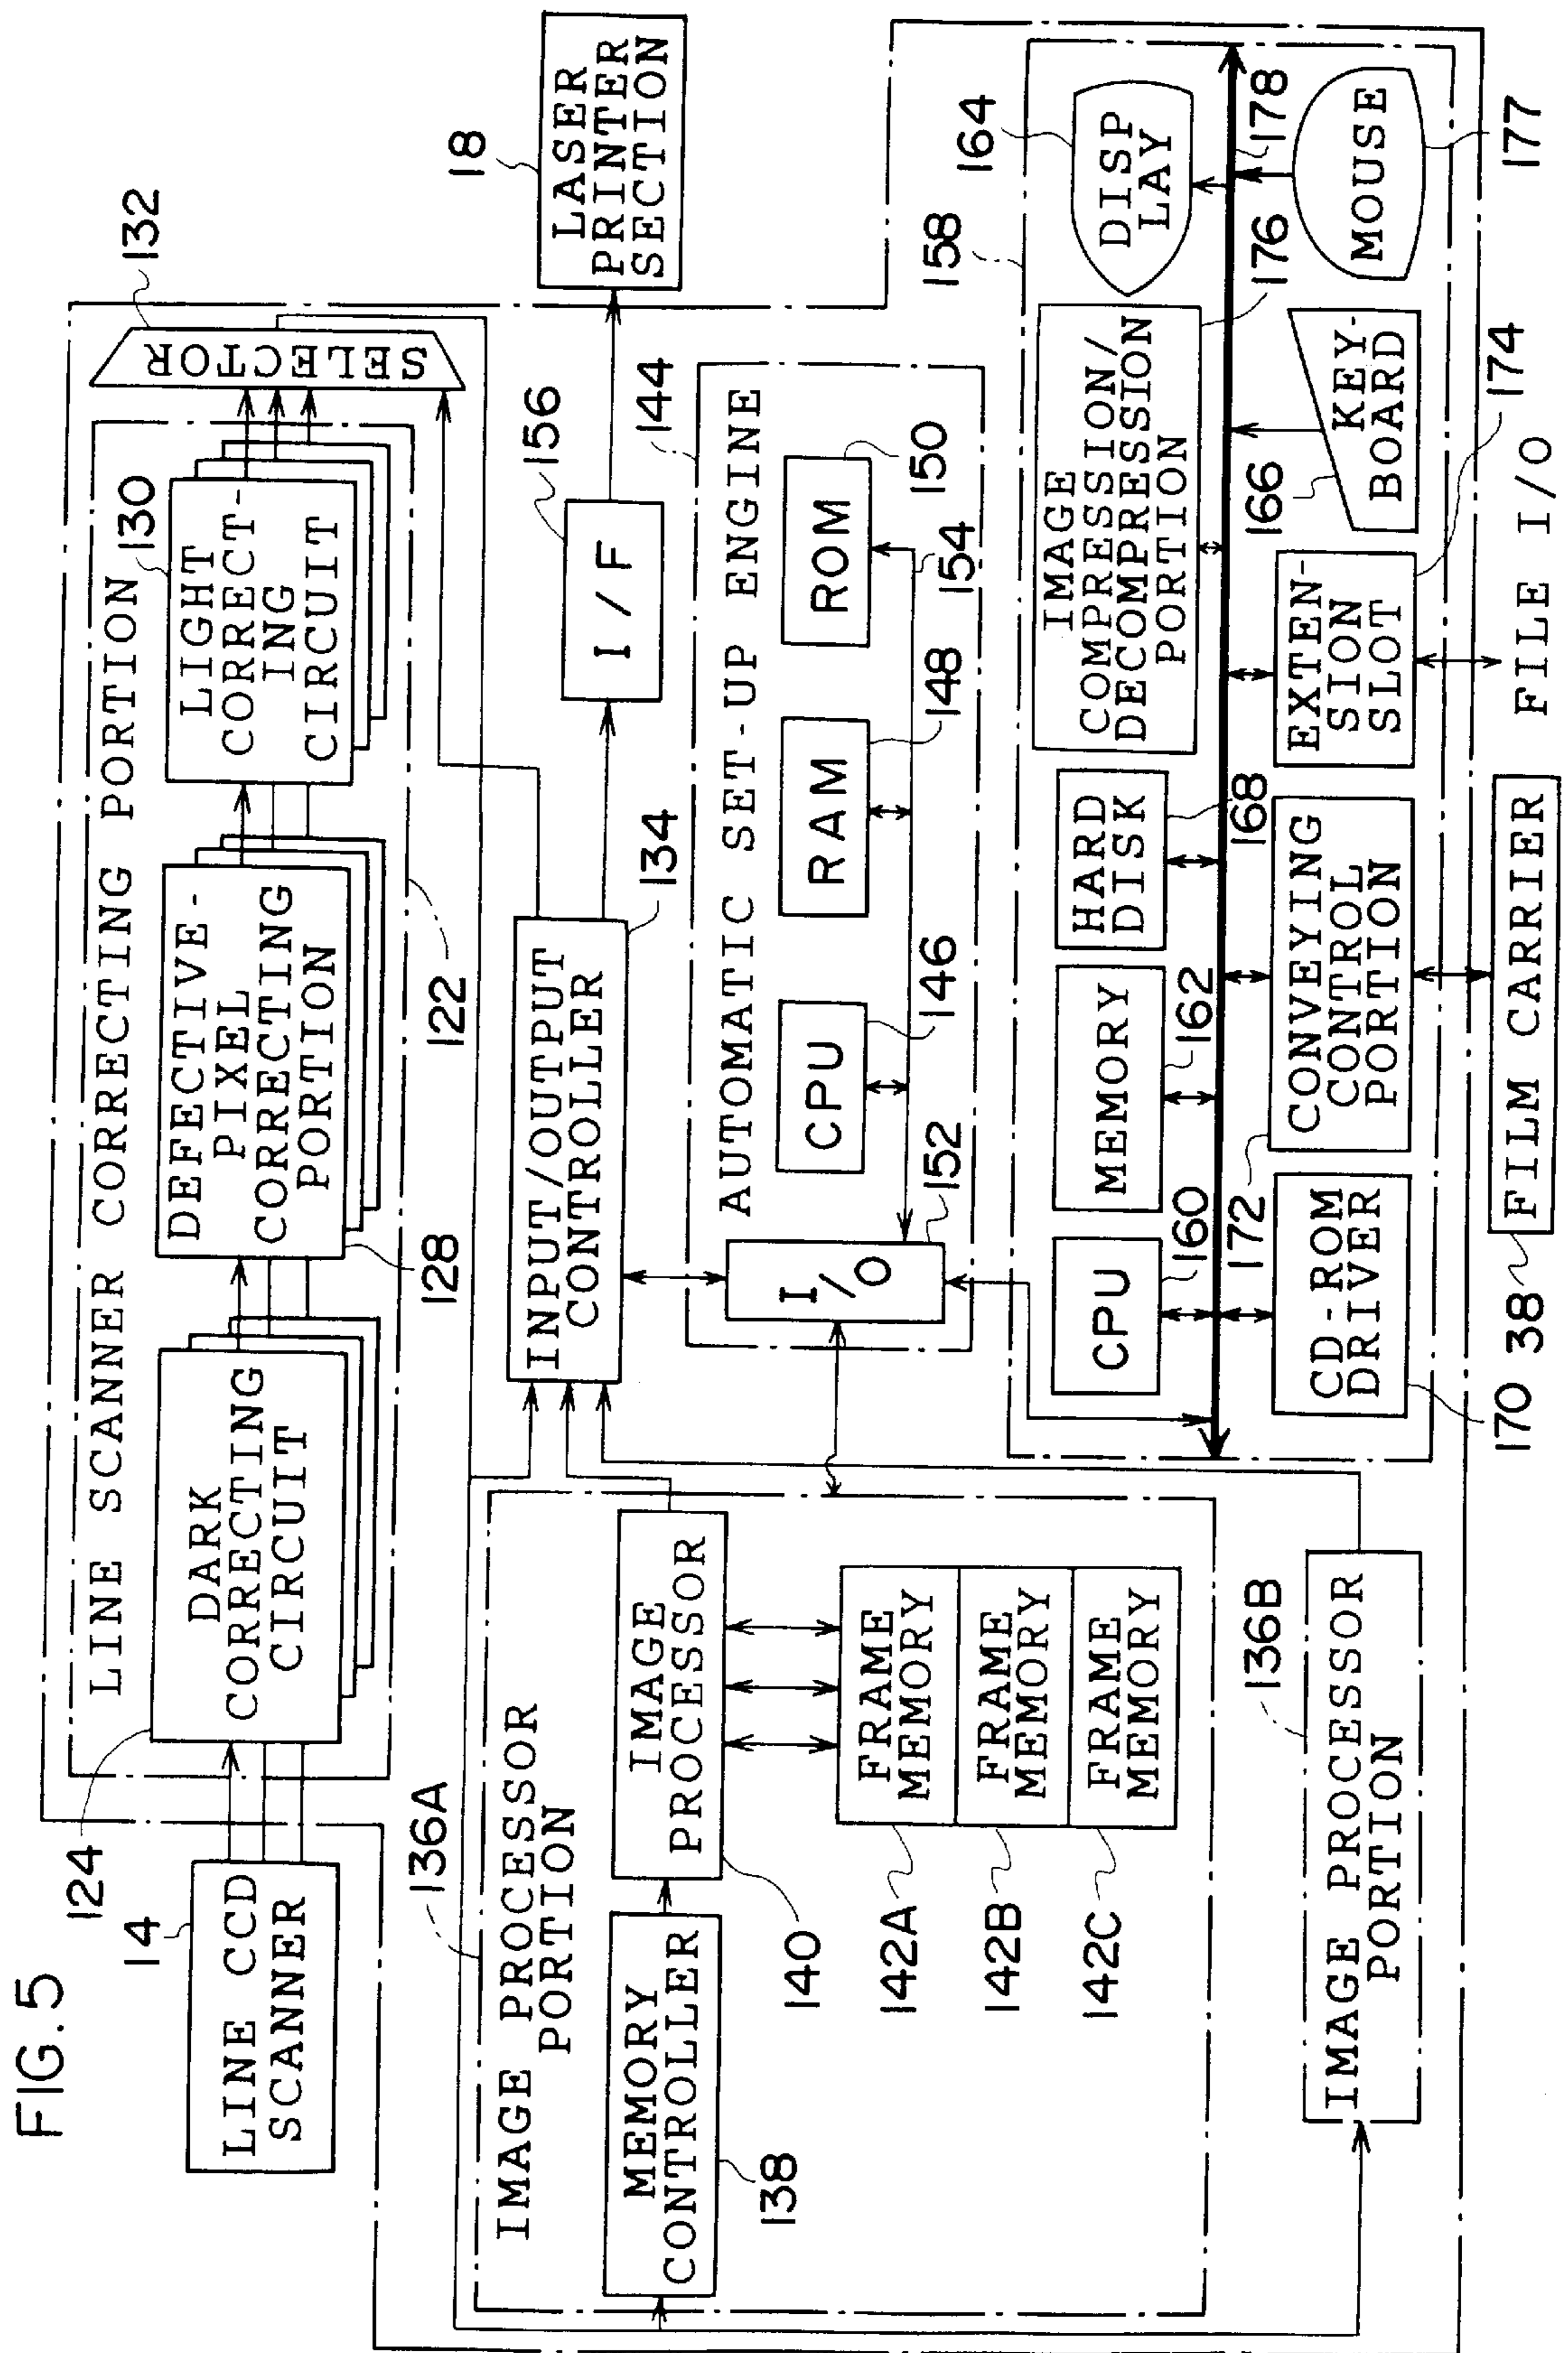 FIG. 5
14
LINE CCD
SCANNER
124
LINE SCANNER CORRECTING PORTION
DARK
CORRECTING
CIRCUIT
DEFECTIVE-
PIXEL
CORRECTING
PORTION
128
122
130
LIGHT
CORRECT-
ING
CIRCUIT
132
SELECTOR
18
LASER
PRINTER
SECTION
136A
IMAGE PROCESSOR
PORTION
MEMORY
CONTROLLER
138
IMAGE
PROCESSOR
140
FRAME
MEMORY
FRAME
MEMORY
FRAME
MEMORY
142A
142B
142C
136B
IMAGE PROCESSOR
PORTION
INPUT/OUTPUT
CONTROLLER
134
156
I/F
144
AUTOMATIC SET-UP ENGINE
I/O
152
CPU
146
RAM
148
ROM
150
154
158
CPU
160
MEMORY
162
HARD
DISK
168
IMAGE
COMPRESSION/
DECOMPRESSION
PORTION
176
164
DISP
LAY
178
CD-ROM
DRIVER
170
172
CONVEYING
CONTROL
PORTION
EXTEN-
SION
SLOT
174
166
KEY-
BOARD
MOUSE
177
38
FILM CARRIER
FILE I/O